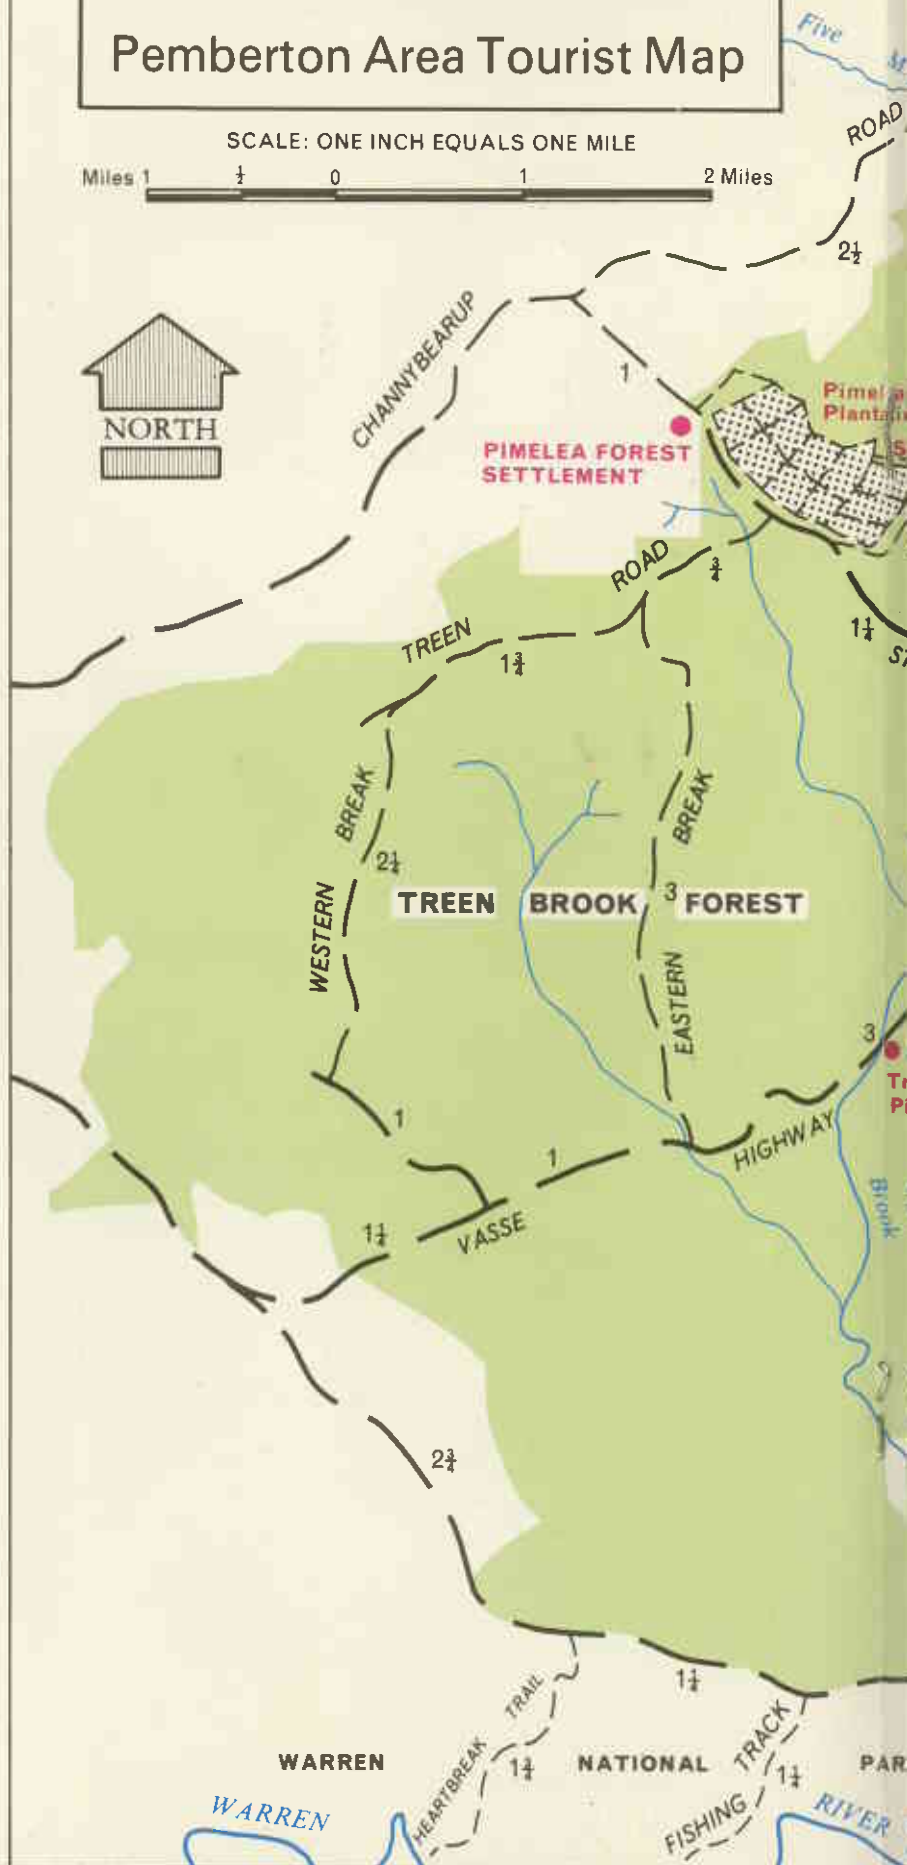 Pemberton Area Tourist Map
SCALE: ONE INCH EQUALS ONE MILE
Miles 1 ½ 0 1 2 Miles
Five
ROAD
2½
CHANNYBEARUP
NORTH
1
PIMELEA FOREST
SETTLEMENT
ROAD
¾
1¼
TREEN
1¾
BREAK
2½
WESTERN
BREAK
3
TREEN BROOK FOREST
EASTERN
3
1
1
HIGHWAY
Brook
1½
VASSE
2¾
TRAIL
1¼
TRACK
HEARTBREAK
1¾
1¼
WARREN NATIONAL
FISHING
WARREN
RIVER